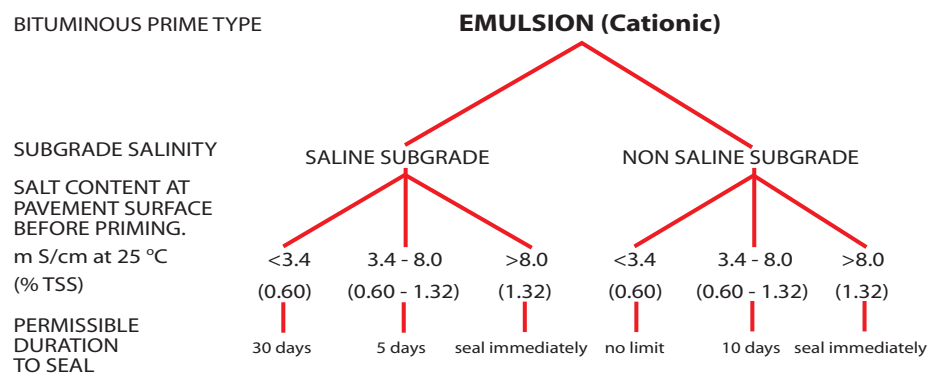 BITUMINOUS PRIME TYPE EMULSION (Cationic)
SUBGRADE SALINITY SALINE SUBGRADE NON SALINE SUBGRADE
SALT CONTENT AT
PAVEMENT SURFACE
BEFORE PRIMING.
m S/cm at 25 °C <3.4 3.4 - 8.0 >8.0 <3.4 3.4 - 8.0 >8.0
(% TSS) (0.60) (0.60 - 1.32) (1.32) (0.60) (0.60 - 1.32) (1.32)
PERMISSIBLE
DURATION 30 days 5 days seal immediately no limit 10 days seal immediately
TO SEAL